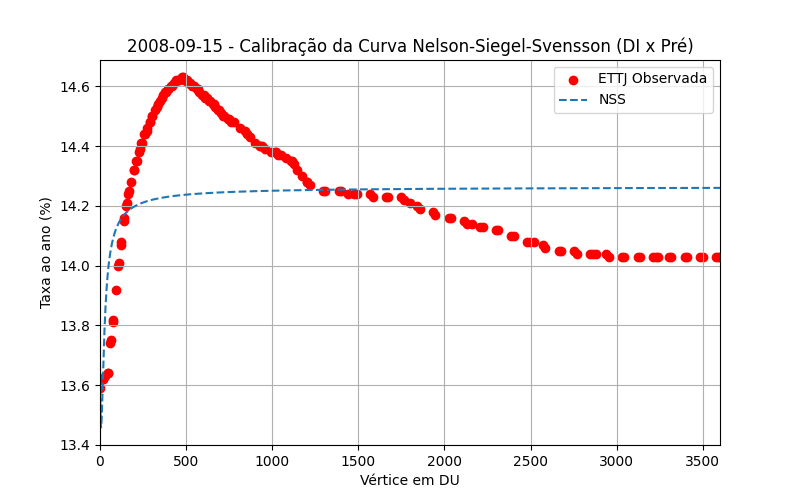 2008-09-15 - Calibração da Curva Nelson-Siegel-Svensson (DI x Pré)
ETTJ Observada
NSS
Taxa ao ano (%)
14.6
14.4
14.2
14.0
13.8
13.6
13.4
0 500 1000 1500 2000 2500 3000 3500
Vértice em DU